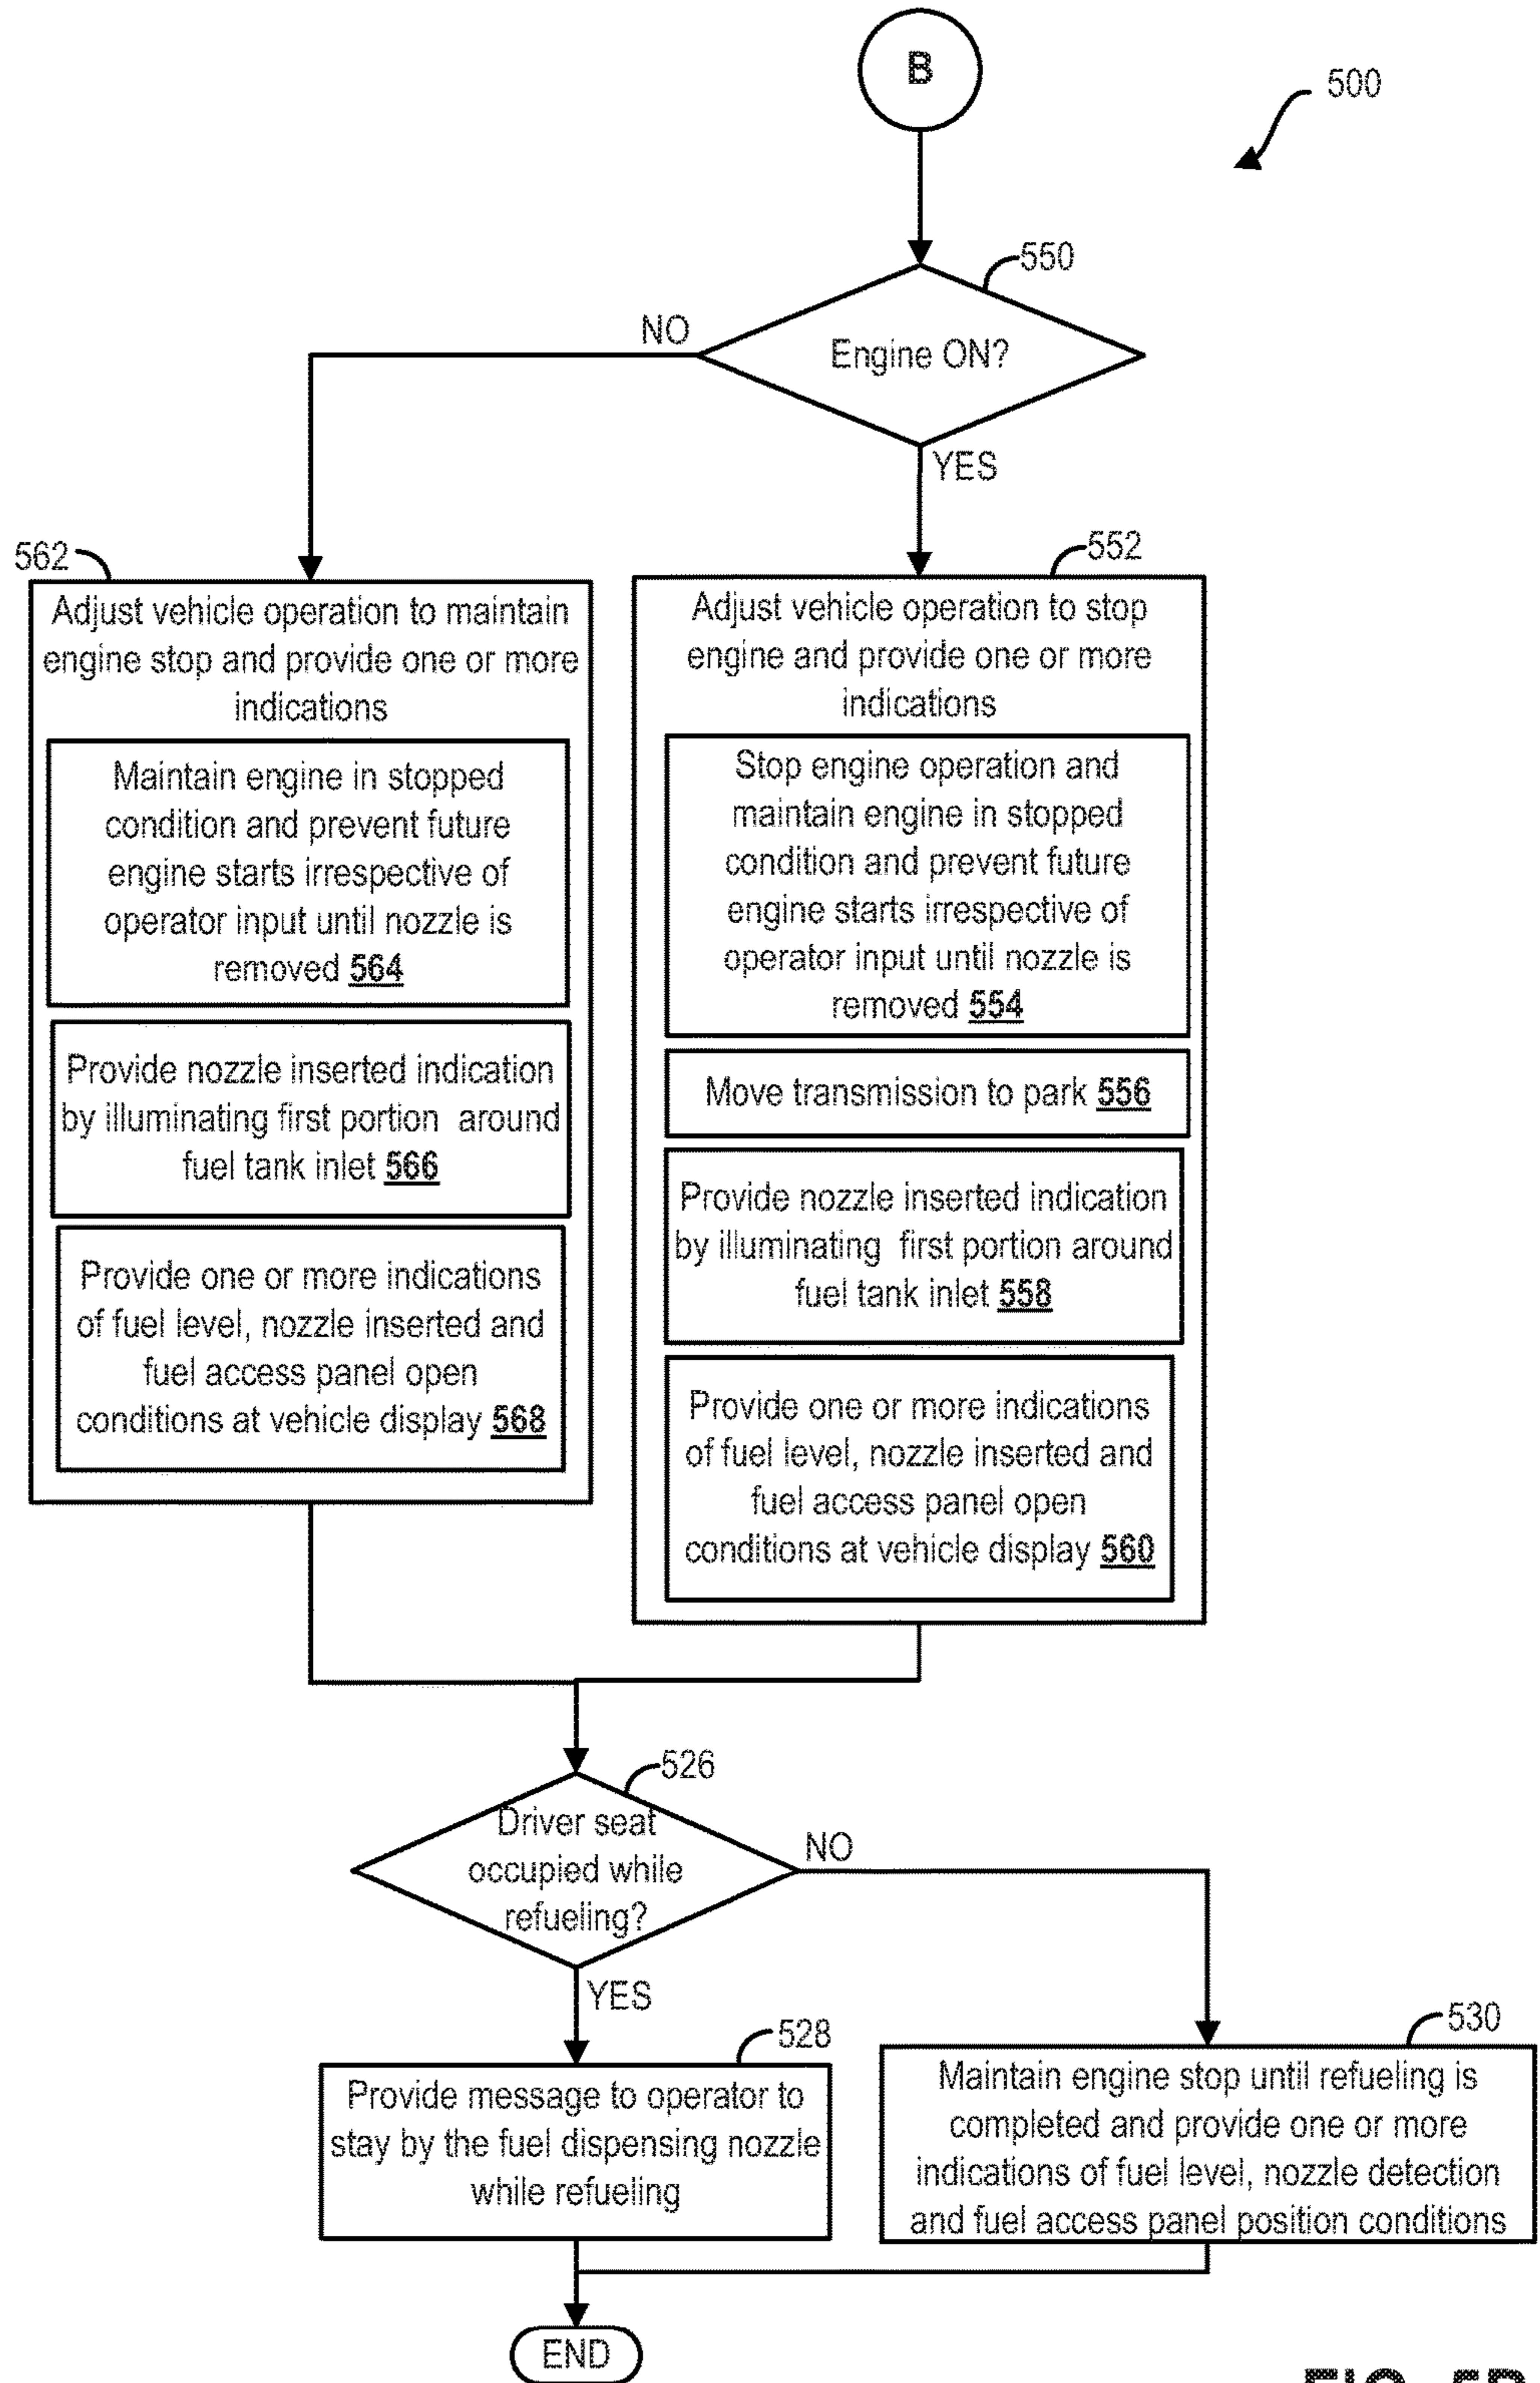 B
500
550
Engine ON?
NO
YES
562
Adjust vehicle operation to maintain
engine stop and provide one or more
indications
Maintain engine in stopped
condition and prevent future
engine starts irrespective of
operator input until nozzle is
removed 564
Provide nozzle inserted indication
by illuminating first portion around
fuel tank inlet 566
Provide one or more indications
of fuel level, nozzle inserted and
fuel access panel open
conditions at vehicle display 568
552
Adjust vehicle operation to stop
engine and provide one or more
indications
Stop engine operation and
maintain engine in stopped
condition and prevent future
engine starts irrespective of
operator input until nozzle is
removed 554
Move transmission to park 556
Provide nozzle inserted indication
by illuminating first portion around
fuel tank inlet 558
Provide one or more indications
of fuel level, nozzle inserted and
fuel access panel open
conditions at vehicle display 560
526
Driver seat
occupied while
refueling?
NO
YES
528
Provide message to operator to
stay by the fuel dispensing nozzle
while refueling
530
Maintain engine stop until refueling is
completed and provide one or more
indications of fuel level, nozzle detection
and fuel access panel position conditions
END